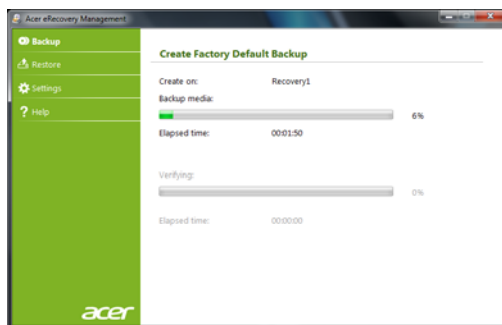 Acer eRecovery Management
Backup
Restore
Settings
Help
Create Factory Default Backup
Create on: Recovery1
Backup media:
6%
Elapsed time: 00:01:50
Verifying:
0%
Elapsed time: 00:00:00
acer